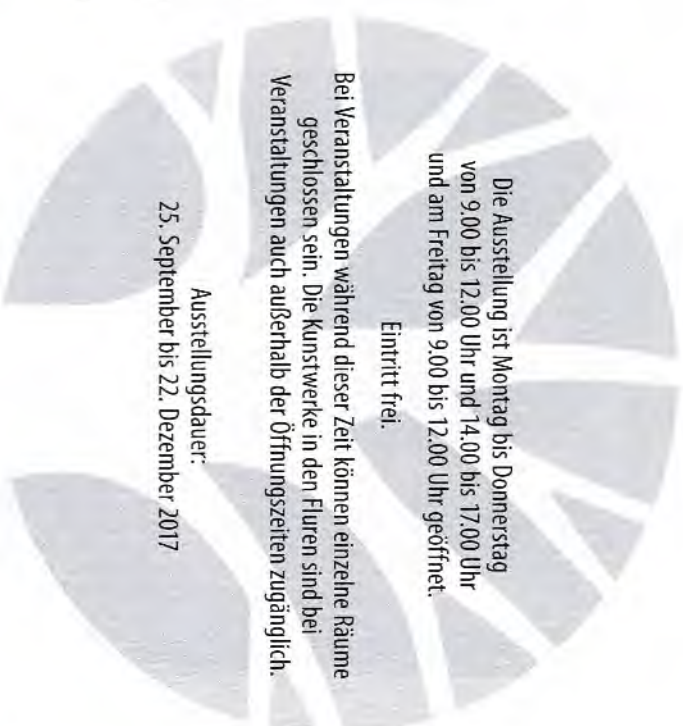 Die Ausstellung ist Montag bis Donnerstag
von 9.00 bis 12.00 Uhr und 14.00 bis 17.00 Uhr
und am Freitag von 9.00 bis 12.00 Uhr geöffnet.
Eintritt frei.
Bei Veranstaltungen während dieser Zeit können einzelne Räume
geschlossen sein. Die Kunstwerke in den Fluren sind bei
Veranstaltungen auch außerhalb der Öffnungszeiten zugänglich.
Ausstellungsdauer:
25. September bis 22. Dezember 2017